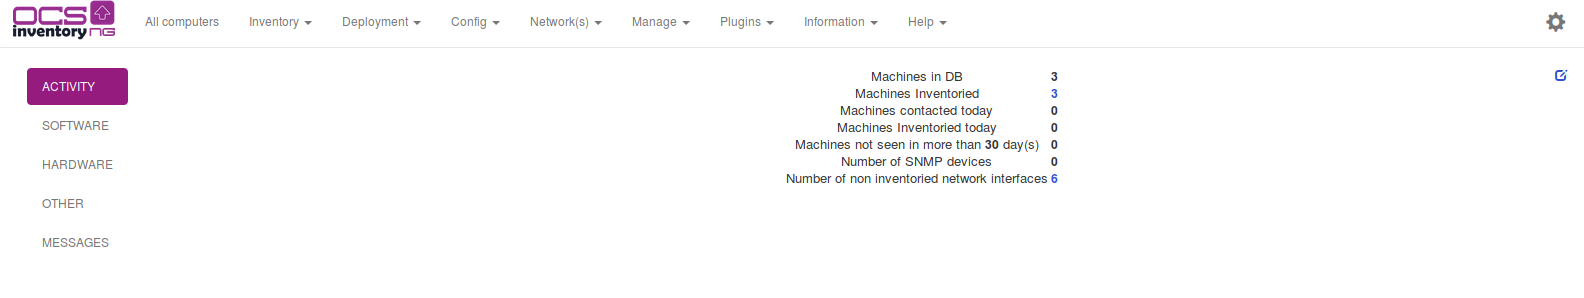 OCS
inventory NG
All computers Inventory Deployment Config Network(s) Manage Plugins Information Help
ACTIVITY
SOFTWARE
HARDWARE
OTHER
MESSAGES
Machines in DB 3
Machines Inventoried 3
Machines contacted today 0
Machines Inventoried today 0
Machines not seen in more than 30 day(s) 0
Number of SNMP devices 0
Number of non inventoried network interfaces 6